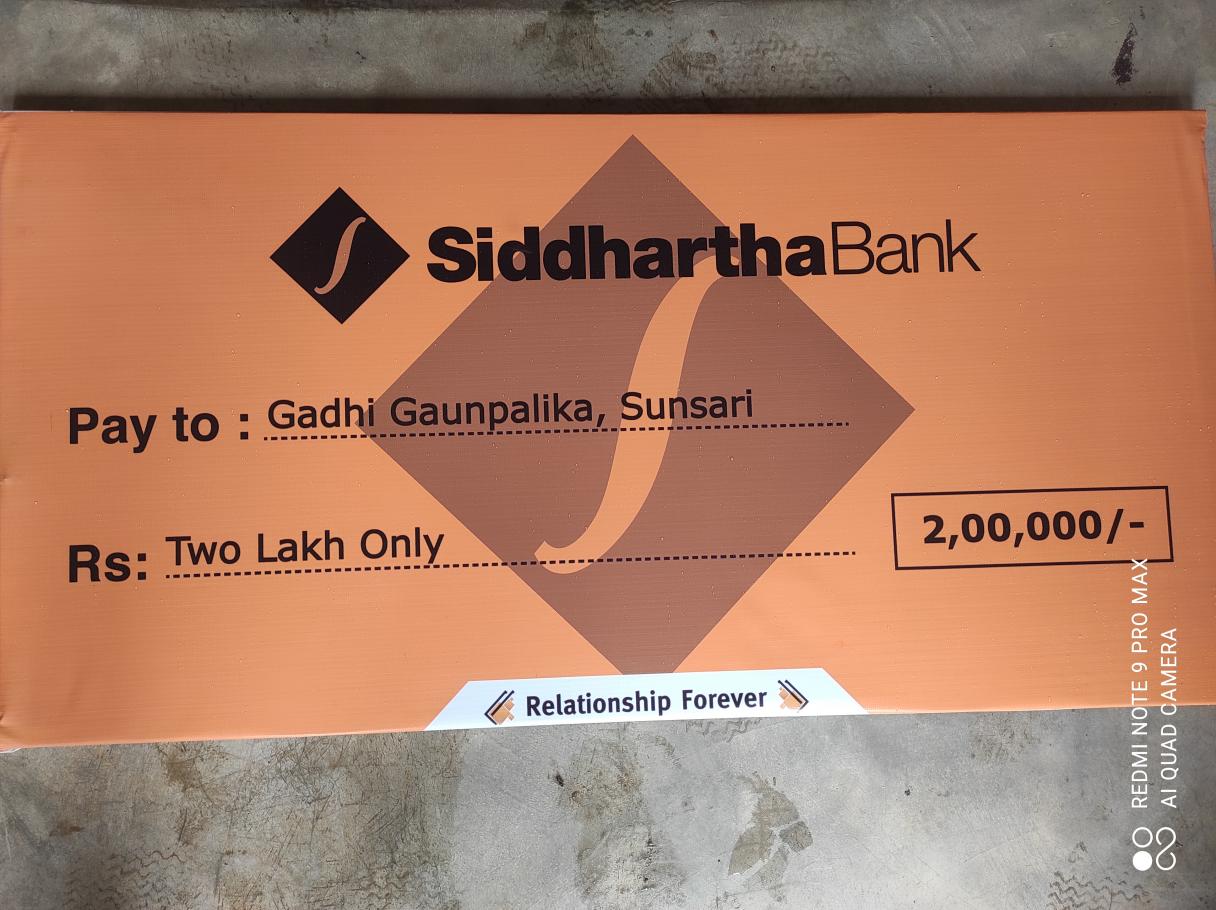 SiddharthaBank
Pay to : Gadhi Gaunpalika, Sunsari
Rs: Two Lakh Only
2,00,000/-
Relationship Forever
REDMI NOTE 9 PRO MAX
AI QUAD CAMERA